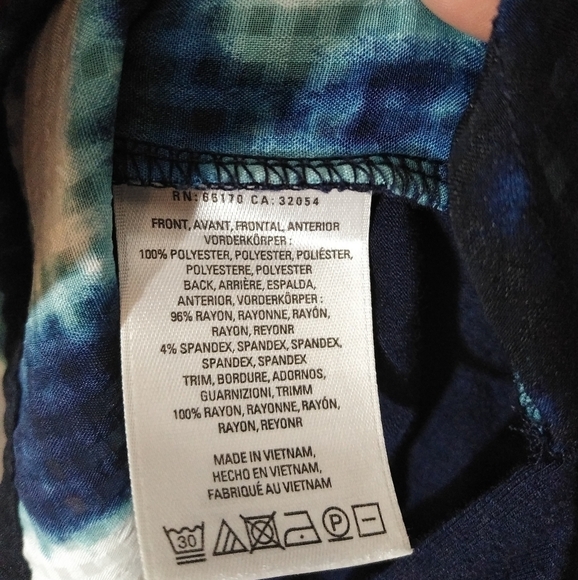 RN:66170 CA:32054
FRONT, AVANT, FRONTAL, ANTERIOR
VORDERKÖRPER :
100% POLYESTER, POLYESTER, POLIÉSTER,
POLYESTERE, POLYESTER
BACK, ARRIÈRE, ESPALDA,
ANTERIOR, VORDERKÖRPER :
96% RAYON, RAYONNE, RAYÓN,
RAYON, REYONR
4% SPANDEX, SPANDEX, SPANDEX,
SPANDEX, SPANDEX
TRIM, BORDURE, ADORNOS,
GUARNIZIONI, TRIMM
100% RAYON, RAYONNE, RAYÓN,
RAYON, REYONR
MADE IN VIETNAM,
HECHO EN VIETNAM,
FABRIQUÉ AU VIETNAM
30 P